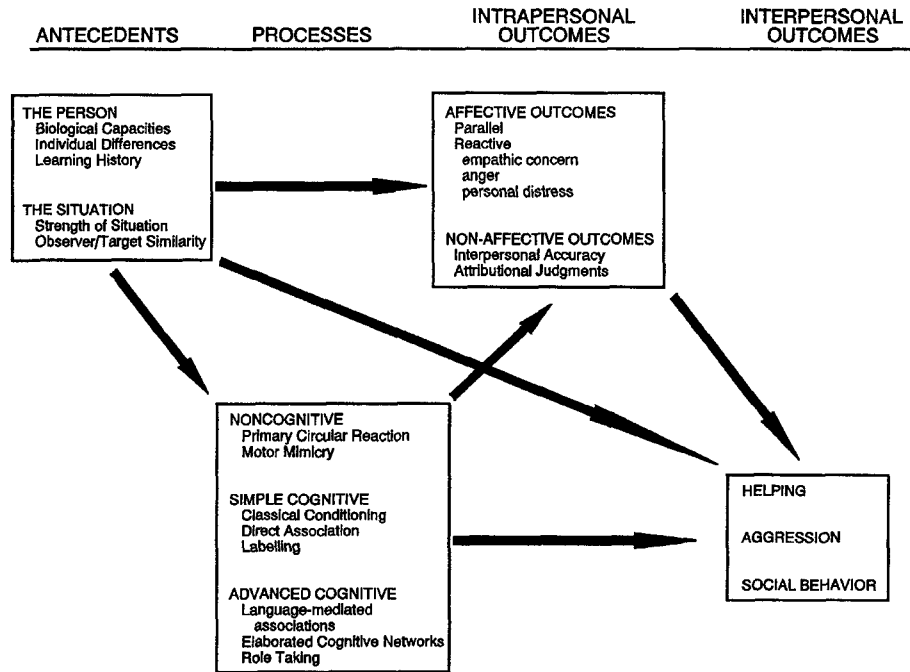 ANTECEDENTS
PROCESSES
INTRAPERSONAL
OUTCOMES
INTERPERSONAL
OUTCOMES
THE PERSON
Biological Capacities
Individual Differences
Learning History
THE SITUATION
Strength of Situation
Observer/Target Similarity
AFFECTIVE OUTCOMES
Parallel
Reactive
empathic concern
anger
personal distress
NON-AFFECTIVE OUTCOMES
Interpersonal Accuracy
Attributional Judgments
NONCOGNITIVE
Primary Circular Reaction
Motor Mimicry
SIMPLE COGNITIVE
Classical Conditioning
Direct Association
Labelling
ADVANCED COGNITIVE
Language-mediated
associations
Elaborated Cognitive Networks
Role Taking
HELPING
AGGRESSION
SOCIAL BEHAVIOR